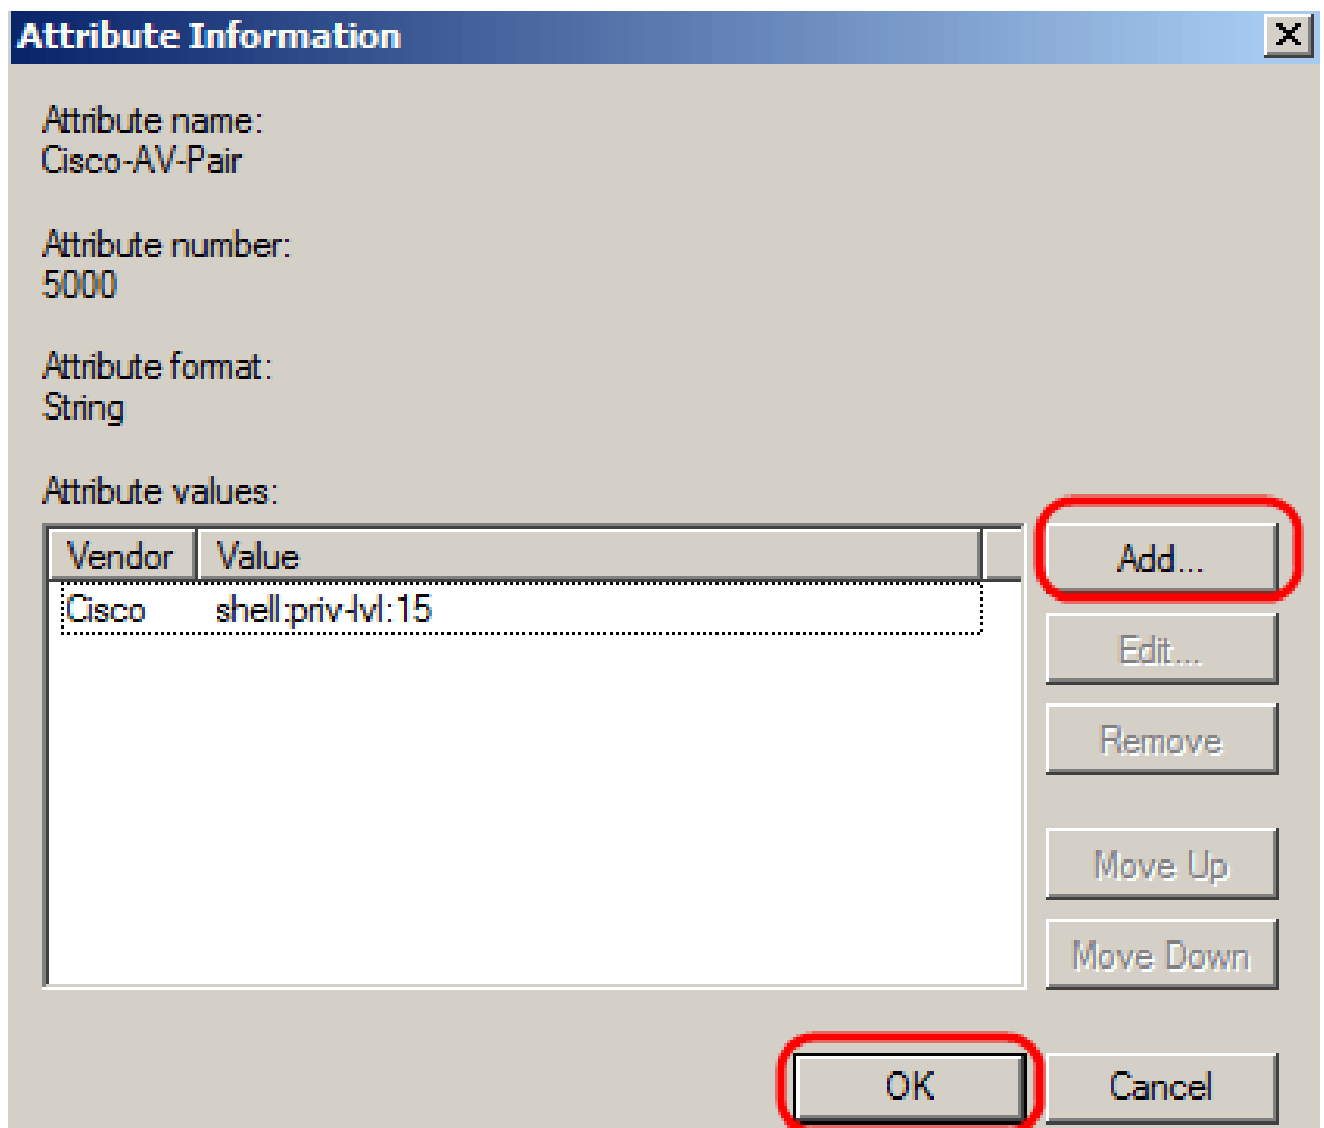 Attribute Information
Attribute name:
Cisco-AV-Pair
Attribute number:
5000
Attribute format:
String
Attribute values:
Vendor Value
Cisco shell:priv-lvl:15
Add...
Edit...
Remove
Move Up
Move Down
OK Cancel